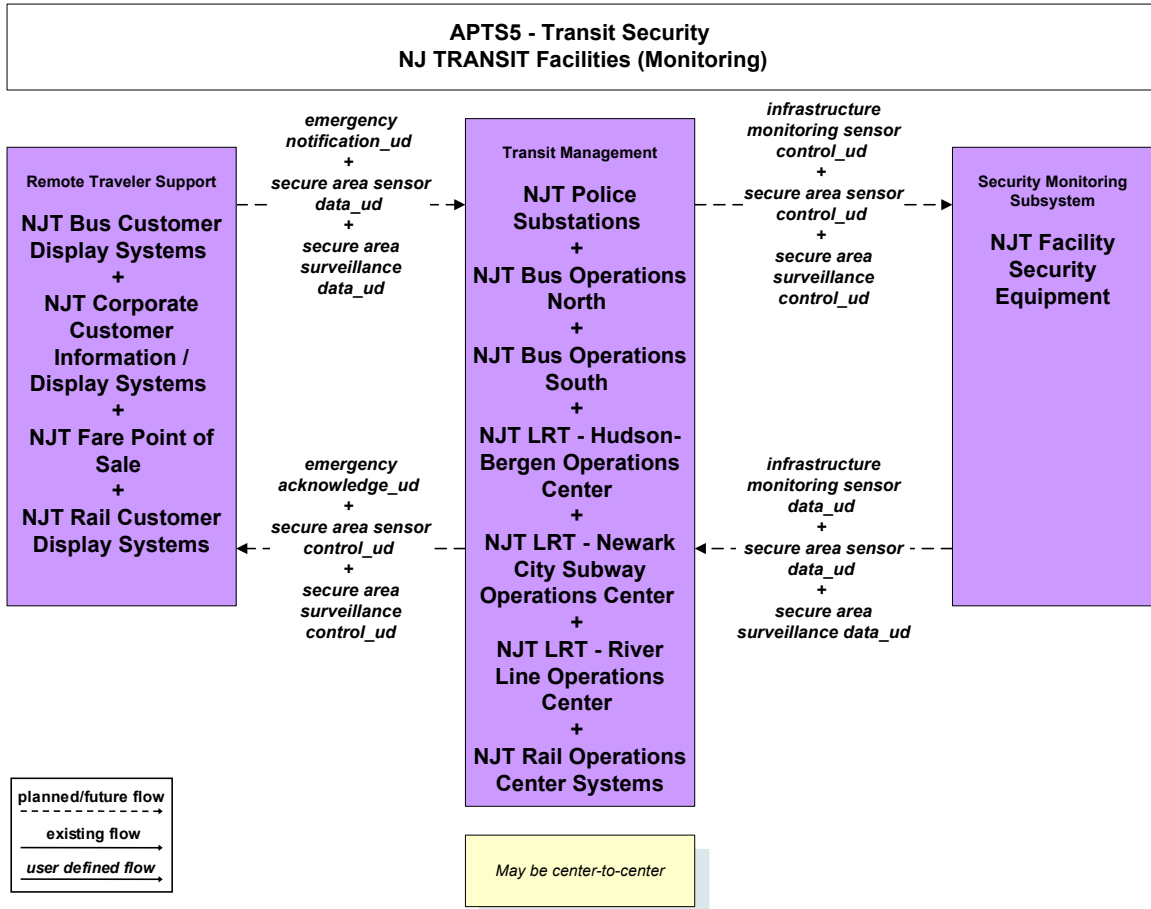 APTS5 - Transit Security
NJ TRANSIT Facilities (Monitoring)
Remote Traveler Support
NJT Bus Customer
Display Systems
+
NJT Corporate
Customer
Information /
Display Systems
+
NJT Fare Point of
Sale
+
NJT Rail Customer
Display Systems
emergency
notification_ud
+
secure area sensor
data_ud
+
secure area
surveillance
data_ud
emergency
acknowledge_ud
+
secure area sensor
control_ud
+
secure area
surveillance
control_ud
Transit Management
NJT Police
Substations
+
NJT Bus Operations
North
+
NJT Bus Operations
South
+
NJT LRT - Hudson-
Bergen Operations
Center
+
NJT LRT - Newark
City Subway
Operations Center
+
NJT LRT - River
Line Operations
Center
+
NJT Rail Operations
Center Systems
infrastructure
monitoring sensor
control_ud
+
secure area sensor
control_ud
+
secure area
surveillance
control_ud
infrastructure
monitoring sensor
data_ud
+
secure area sensor
data_ud
+
secure area
surveillance data_ud
Security Monitoring
Subsystem
NJT Facility
Security
Equipment
planned/future flow
existing flow
user defined flow
May be center-to-center